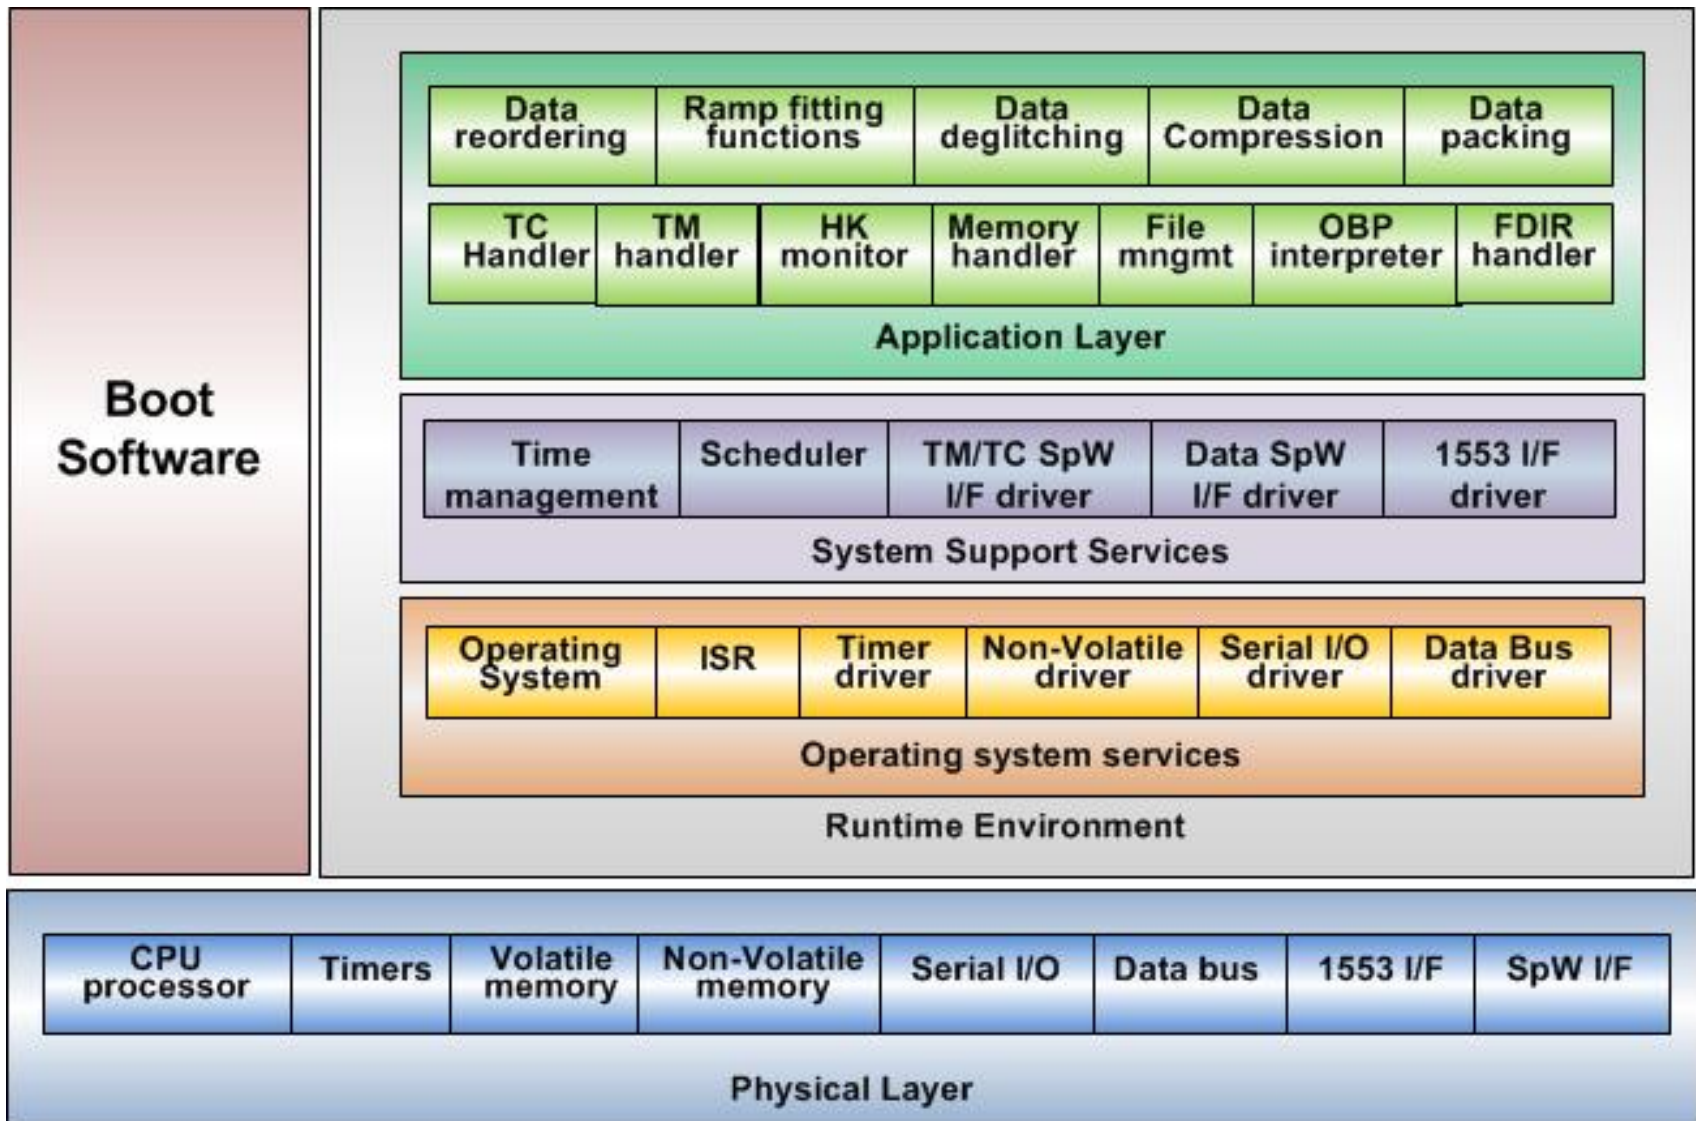 Boot
Software
Data
reordering
Ramp fitting
functions
Data
deglitching
Data
Compression
Data
packing
TC
Handler
TM
handler
HK
monitor
Memory
handler
File
mngmt
OBP
interpreter
FDIR
handler
Application Layer
Time
management
Scheduler
TM/TC SpW
I/F driver
Data SpW
I/F driver
1553 I/F
driver
System Support Services
Operating
System
ISR
Timer
driver
Non-Volatile
driver
Serial I/O
driver
Data Bus
driver
Operating system services
Runtime Environment
CPU
processor
Timers
Volatile
memory
Non-Volatile
memory
Serial I/O
Data bus
1553 I/F
SpW I/F
Physical Layer